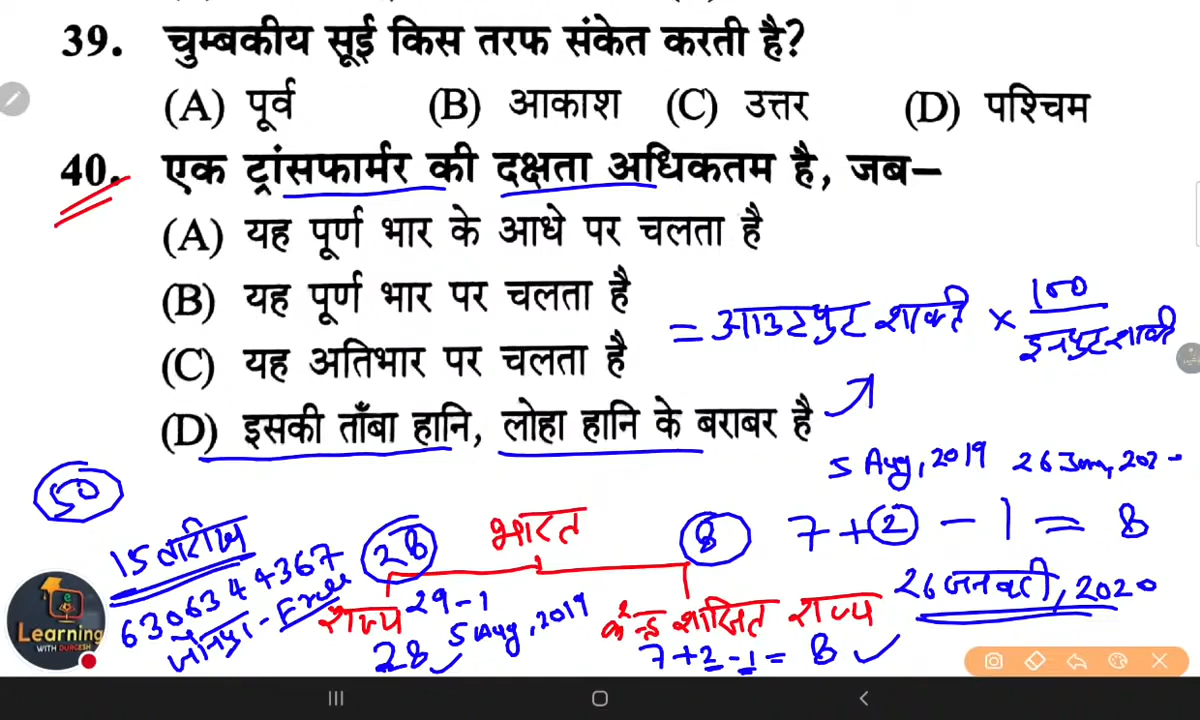 39. चुम्बकीय सूई किस तरफ संकेत करती है?
(A) पूर्व (B) आकाश (C) उत्तर (D) पश्चिम
40. एक ट्रांसफार्मर की दक्षता अधिकतम है, जब–
(A) यह पूर्ण भार के आधे पर चलता है
(B) यह पूर्ण भार पर चलता है
= आउटपुट शक्ति × 100
इनपुट शक्ति
(C) यह अतिभार पर चलता है
(D) इसकी ताँबा हानि, लोहा हानि के बराबर है
5 Aug, 2019
50
7 + 2 - 1 = 8
15 तारीख
6306344367
28
भारत
8
26 जनवरी, 2020
राज्य 29-1
28
5 Aug, 2019
शासित राज्य
7+2-1= 8
Learning
WITH DURGESH